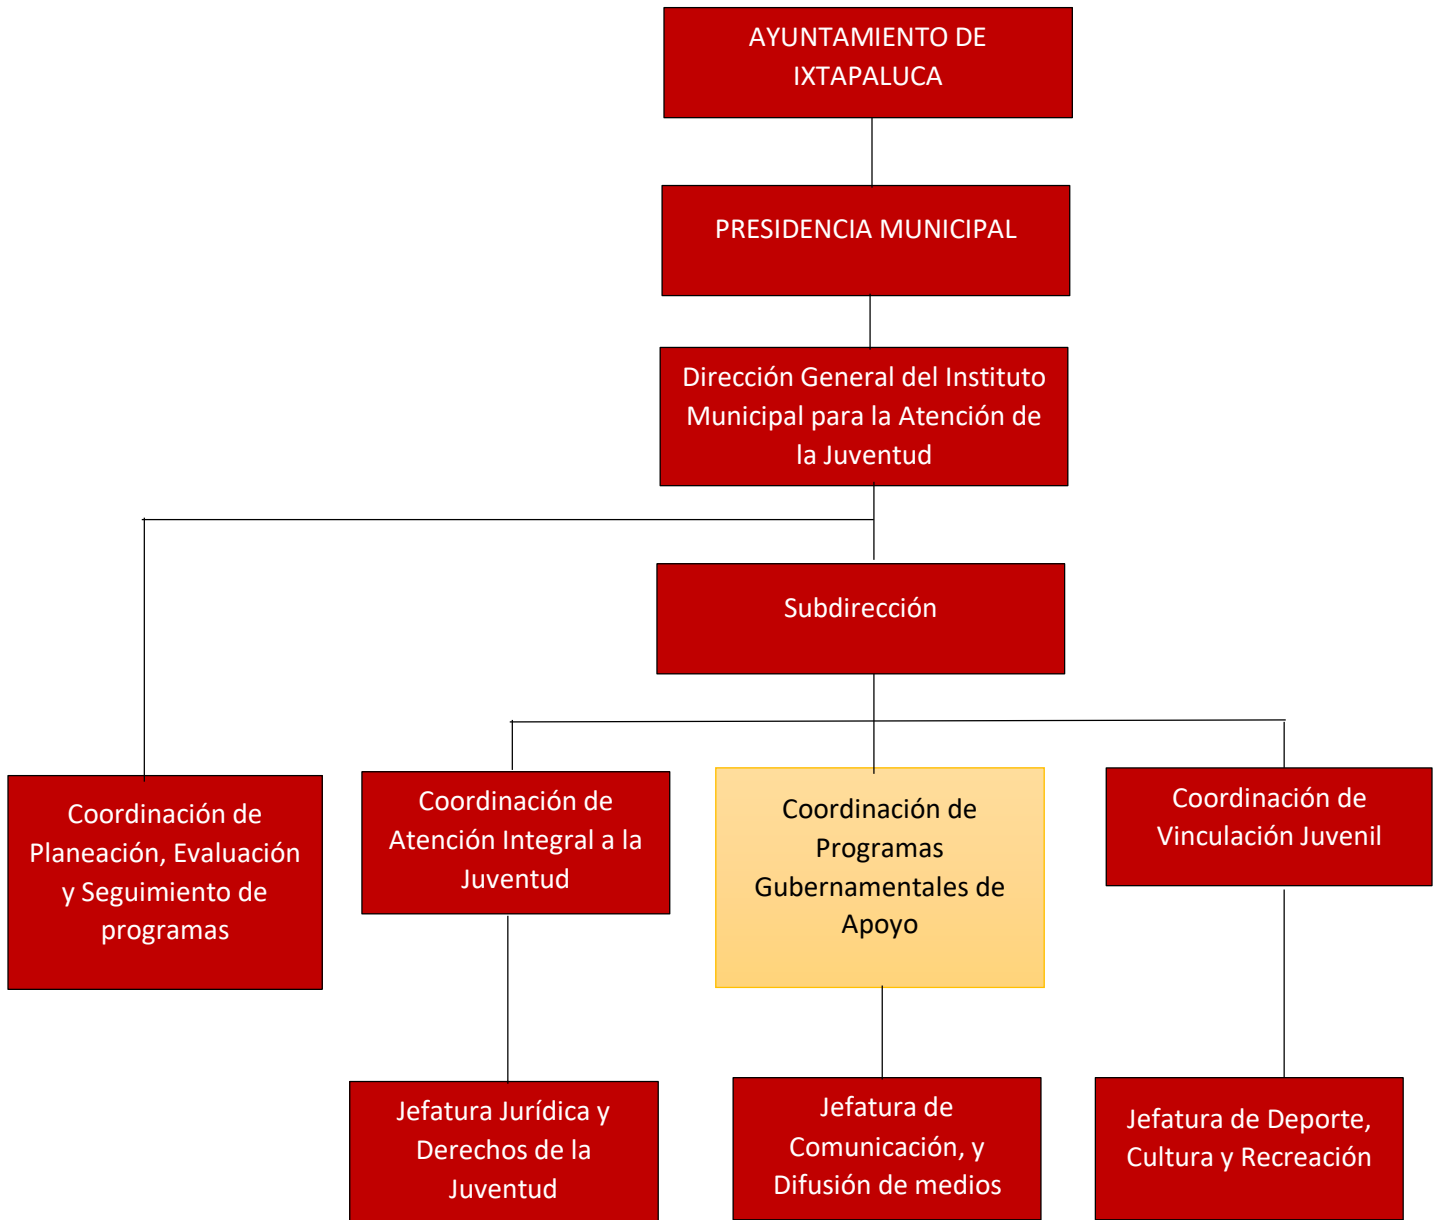 AYUNTAMIENTO DE
IXTAPALUCA
PRESIDENCIA MUNICIPAL
Dirección General del Instituto
Municipal para la Atención de
la Juventud
Subdirección
Coordinación de
Planeación, Evaluación
y Seguimiento de
programas
Coordinación de
Atención Integral a la
Juventud
Coordinación de
Programas
Gubernamentales de
Apoyo
Coordinación de
Vinculación Juvenil
Jefatura Jurídica y
Derechos de la
Juventud
Jefatura de
Comunicación, y
Difusión de medios
Jefatura de Deporte,
Cultura y Recreación